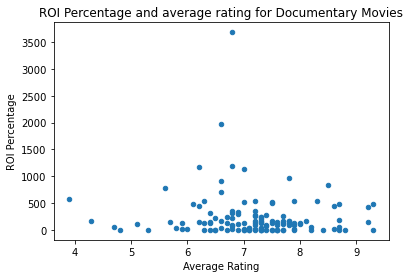 ROI Percentage and average rating for Documentary Movies
3500
3000
2500
2000
1500
1000
500
0
ROI Percentage
4 5 6 7 8 9
Average Rating